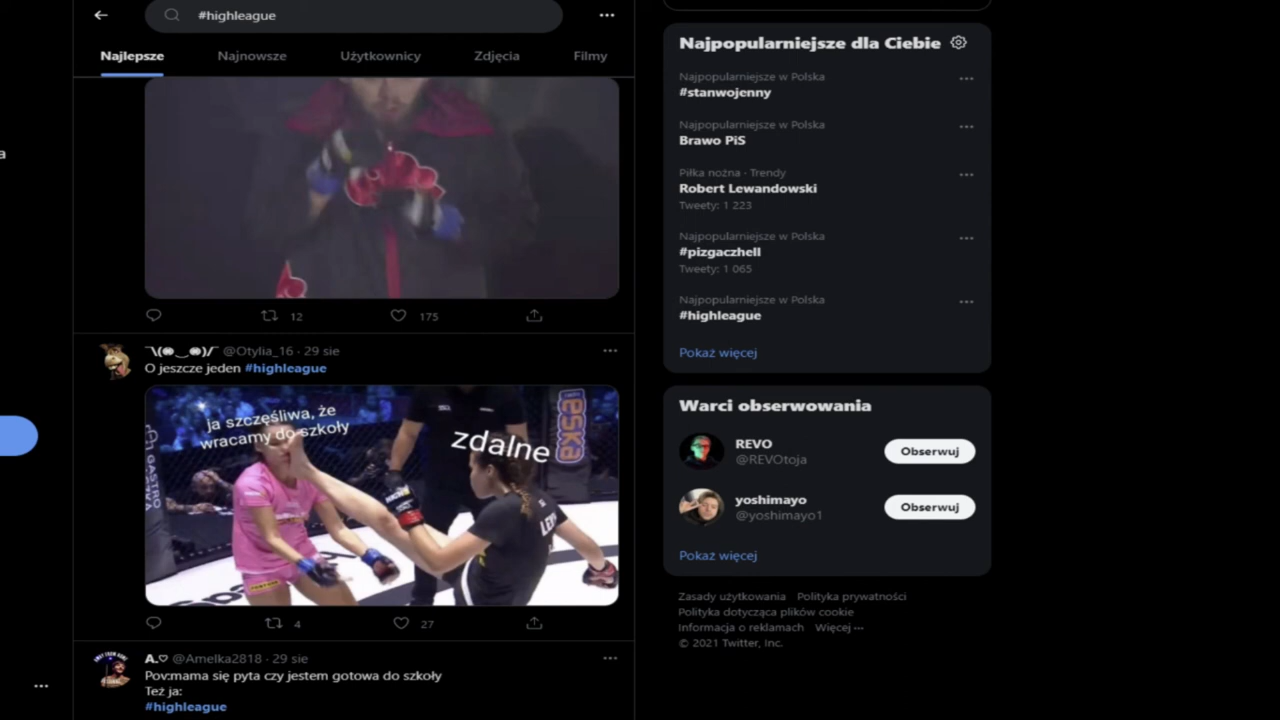 #highleague
Najlepsze
Najnowsze
Użytkownicy
Zdjęcia
Filmy
12
175
@Otylia_16 · 29 sie
O jeszcze jeden #highleague
ja szczęśliwa, że
wracamy do szkoły
zdalne
eska
GASTRO
4
27
A.♡ @Amelka2818 · 29 sie
Pov:mama się pyta czy jestem gotowa do szkoły
Też ja:
#highleague
a
Najpopularniejsze dla Ciebie
Najpopularniejsze w Polska
#stanwojenny
Najpopularniejsze w Polska
Brawo PiS
Piłka nożna · Trendy
Robert Lewandowski
Tweety: 1 223
Najpopularniejsze w Polska
#pizgaczhell
Tweety: 1 065
Najpopularniejsze w Polska
#highleague
Pokaż więcej
Warci obserwowania
REVO
@REVOtoja
Obserwuj
yoshimayo
@yoshimayo1
Obserwuj
Pokaż więcej
Zasady użytkowania Polityka prywatności
Polityka dotycząca plików cookie
Informacja o reklamach Więcej ···
© 2021 Twitter, Inc.